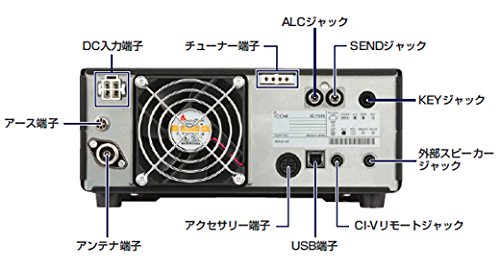 ALCジャック
DC入力端子
チューナー端子
SENDジャック
KEYジャック
アース端子
外部スピーカー
ジャック
アクセサリー端子
CI-Vリモートジャック
アンテナ端子
USB端子
ICOM